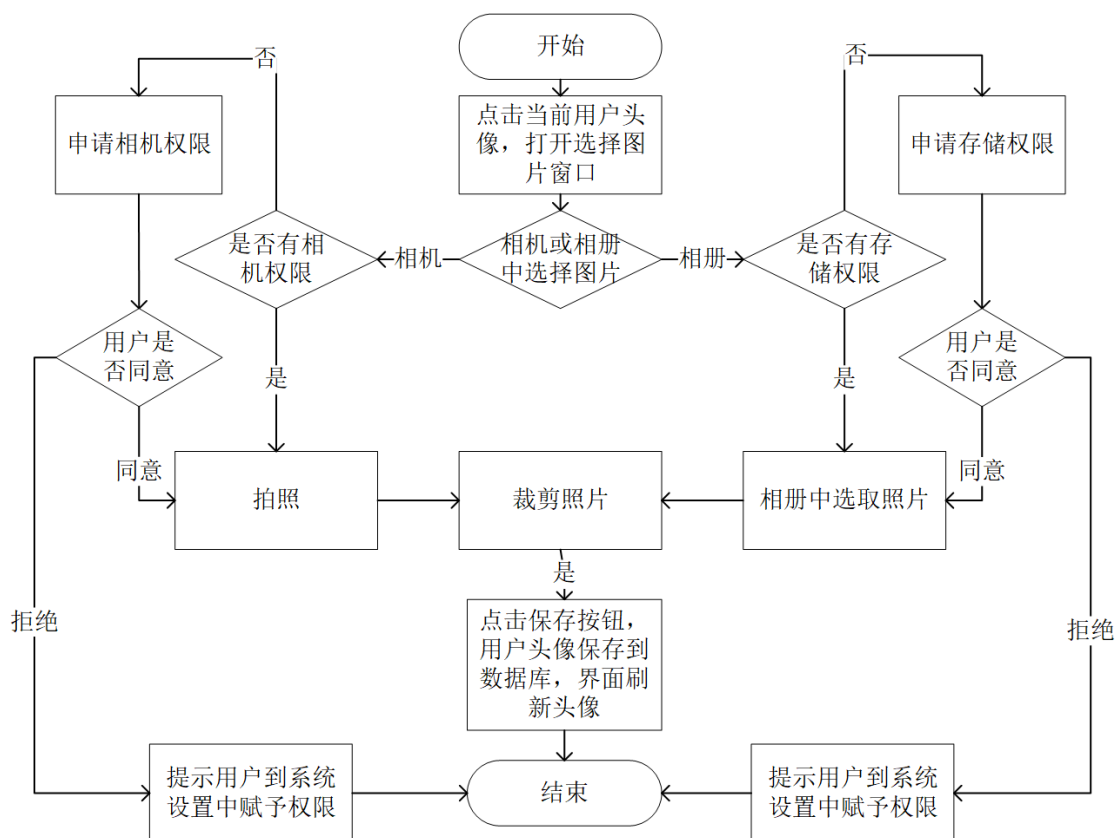 开始
否
否
申请相机权限
点击当前用户头
像，打开选择图
片窗口
申请存储权限
是否有相
机权限
相机
相机或相册
中选择图片
相册
是否有存
储权限
用户是
否同意
是
是
用户是
否同意
同意
拍照
裁剪照片
相册中选取照片
同意
是
拒绝
点击保存按钮，
用户头像保存到
数据库，界面刷
新头像
拒绝
提示用户到系统
设置中赋予权限
结束
提示用户到系统
设置中赋予权限